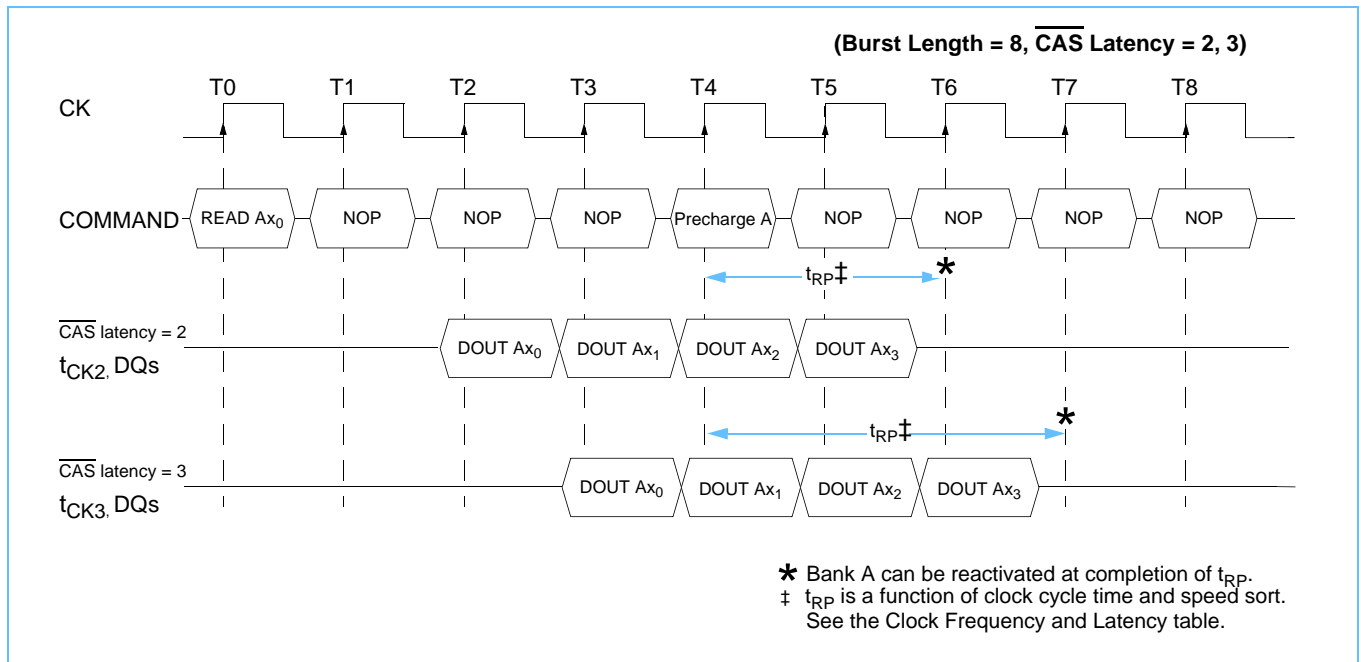 (Burst Length = 8, C̅A̅S̅ Latency = 2, 3)
T0 T1 T2 T3 T4 T5 T6 T7 T8
CK
COMMAND READ Ax₀ NOP NOP NOP Precharge A NOP NOP NOP NOP
tRP‡ *
C̅A̅S̅ latency = 2
tCK2, DQs
DOUT Ax₀ DOUT Ax₁ DOUT Ax₂ DOUT Ax₃
tRP‡ *
C̅A̅S̅ latency = 3
tCK3, DQs
DOUT Ax₀ DOUT Ax₁ DOUT Ax₂ DOUT Ax₃
* Bank A can be reactivated at completion of tRP.
‡ tRP is a function of clock cycle time and speed sort.
See the Clock Frequency and Latency table.